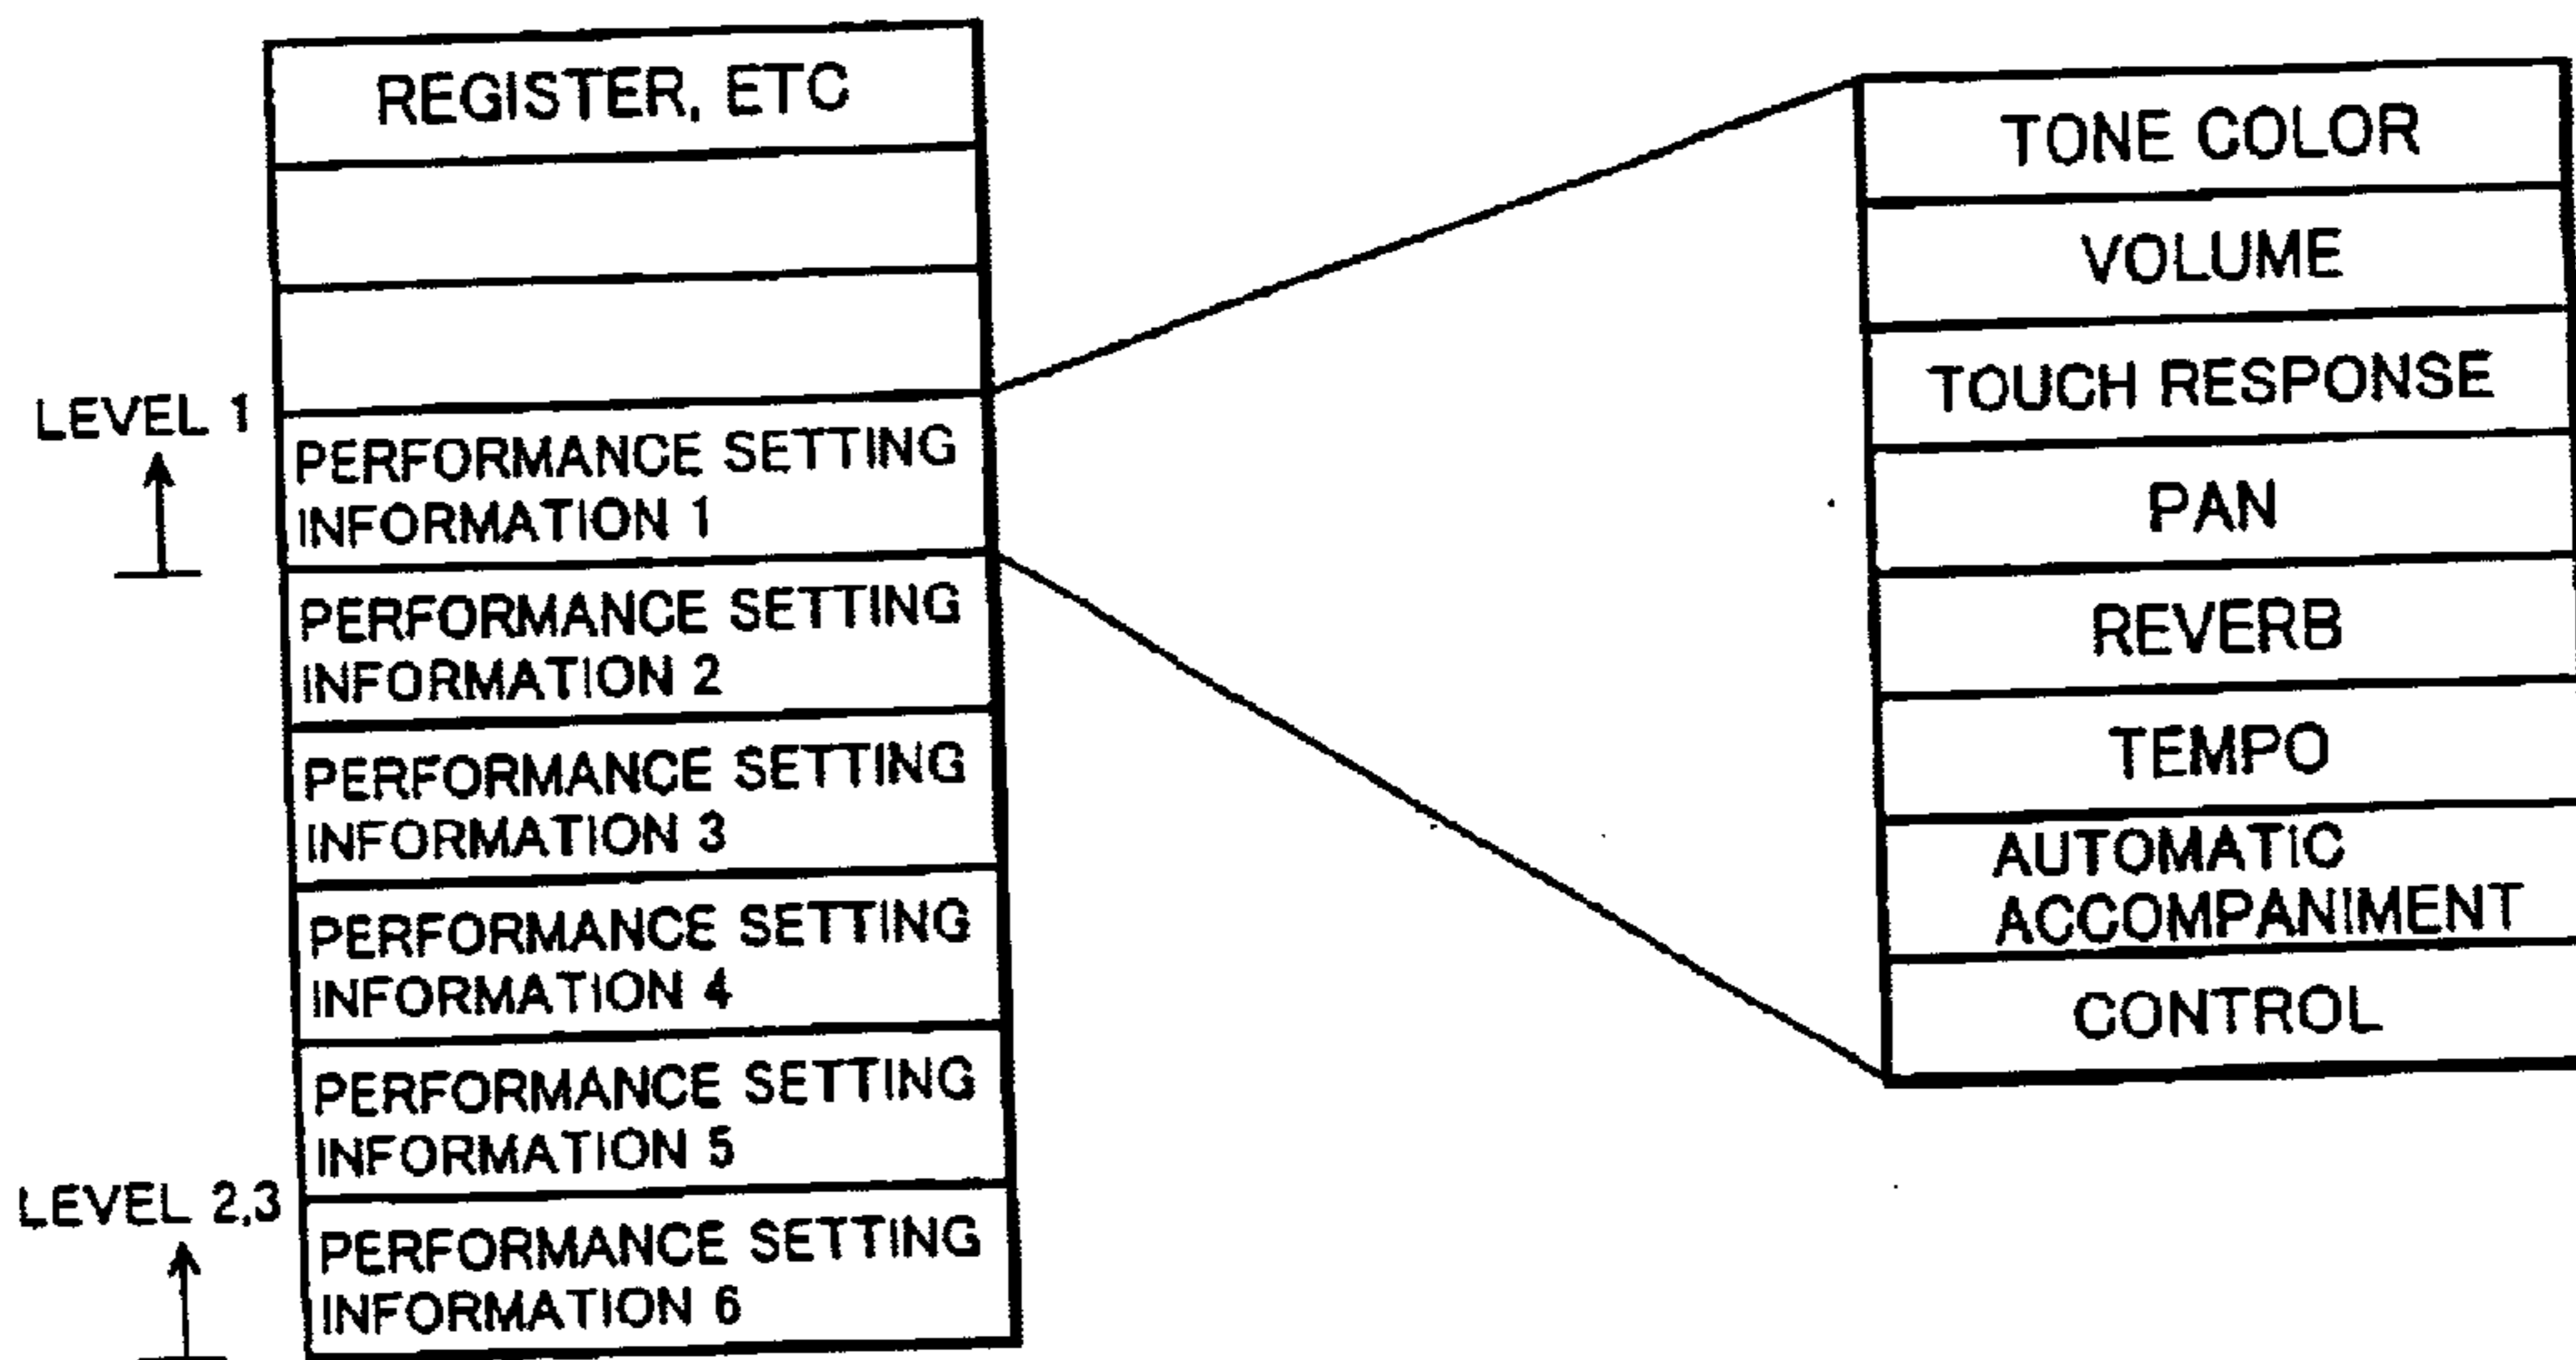 REGISTER, ETC
LEVEL 1
PERFORMANCE SETTING
INFORMATION 1
PERFORMANCE SETTING
INFORMATION 2
PERFORMANCE SETTING
INFORMATION 3
PERFORMANCE SETTING
INFORMATION 4
PERFORMANCE SETTING
INFORMATION 5
LEVEL 2,3
PERFORMANCE SETTING
INFORMATION 6
TONE COLOR
VOLUME
TOUCH RESPONSE
PAN
REVERB
TEMPO
AUTOMATIC
ACCOMPANIMENT
CONTROL